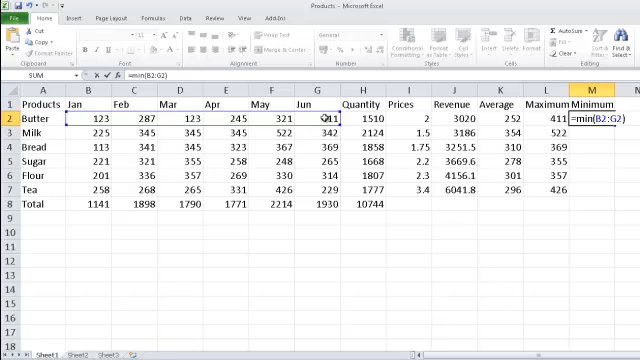 Products - Microsoft Excel
File Home Insert Page Layout Formulas Data Review View Add-Ins
Cut
Copy
Format Painter
Paste
Clipboard Font Alignment Number Styles Cells
Wrap Text
Merge & Center
Conditional Formatting Format as Table Cell Styles
Insert Delete Format
AutoSum
Fill
Clear
Sort & Filter
SUM =min(B2:G2)
A B C D E F G H I J K L M N
1 Products Jan Feb Mar Apr May Jun Quantity Prices Revenue Average Maximum Minimum
2 Butter 123 287 123 245 321 411 1510 2 3020 252 411 =min(B2:G2)
3 Milk 225 345 345 345 522 342 2124 1.5 3186 354 522
4 Bread 113 341 345 323 367 369 1858 1.75 3251.5 310 369
5 Sugar 221 322 355 258 248 265 1668 2.2 3669.6 278 355
6 Flour 201 336 357 269 330 314 1807 2.3 4156.1 301 357
7 Tea 258 268 265 331 426 229 1777 3.4 6041.8 296 426
8 Total 1141 1898 1790 1771 2214 1930 10744
9
10
11
12
13
14
15
16
17
18
Sheet1 Sheet2 Sheet3